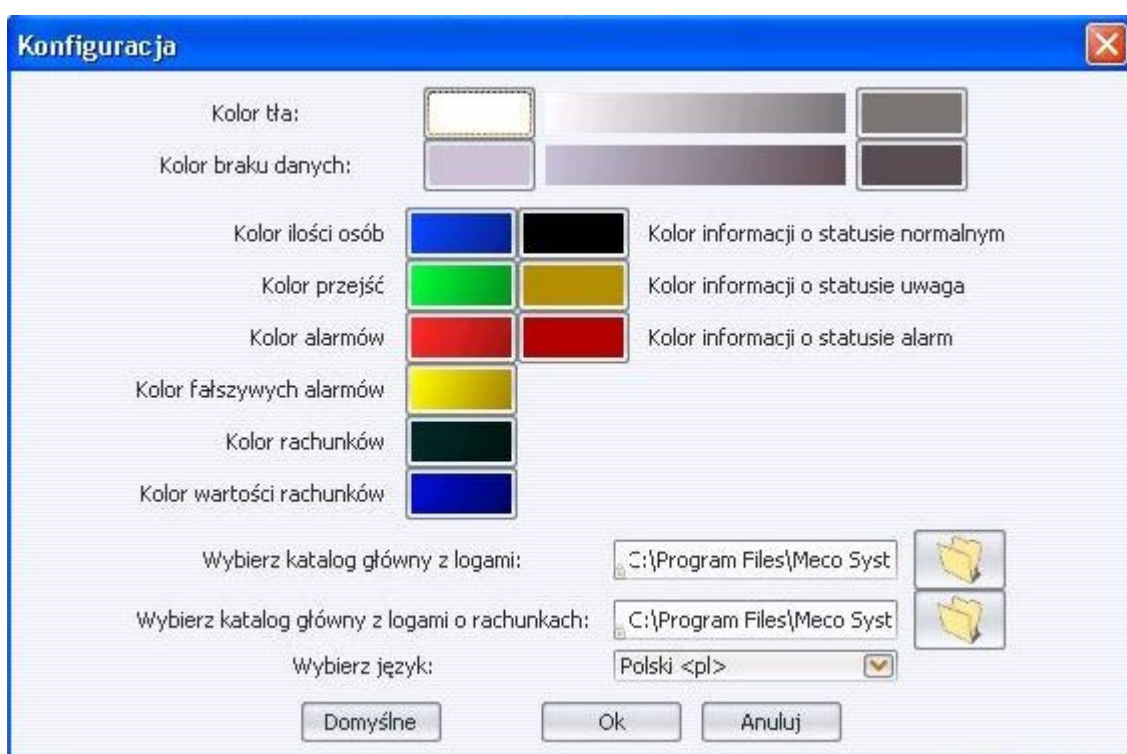 Konfiguracja
Kolor tła:
Kolor braku danych:
Kolor ilości osób Kolor informacji o statusie normalnym
Kolor przejść Kolor informacji o statusie uwaga
Kolor alarmów Kolor informacji o statusie alarm
Kolor fałszywych alarmów
Kolor rachunków
Kolor wartości rachunków
Wybierz katalog główny z logami: C:\Program Files\Meco Syst
Wybierz katalog główny z logami o rachunkach: C:\Program Files\Meco Syst
Wybierz język: Polski <pl>
Domyślne Ok Anuluj